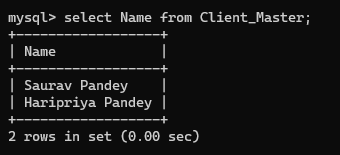 mysql> select Name from Client_Master;
+-----------------+
| Name            |
+-----------------+
| Saurav Pandey   |
| Haripriya Pandey |
+-----------------+
2 rows in set (0.00 sec)